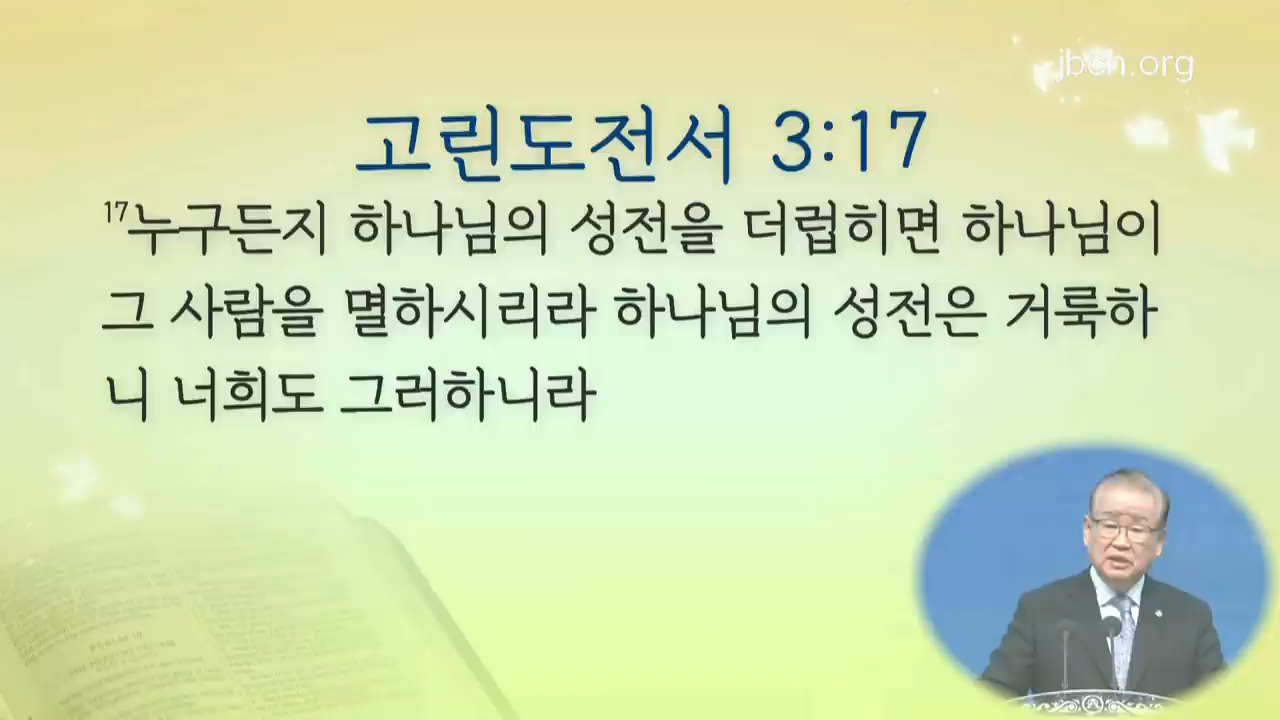 jbch.org
고린도전서 3:17
17누구든지 하나님의 성전을 더럽히면 하나님이
그 사람을 멸하시리라 하나님의 성전은 거룩하
니 너희도 그러하니라